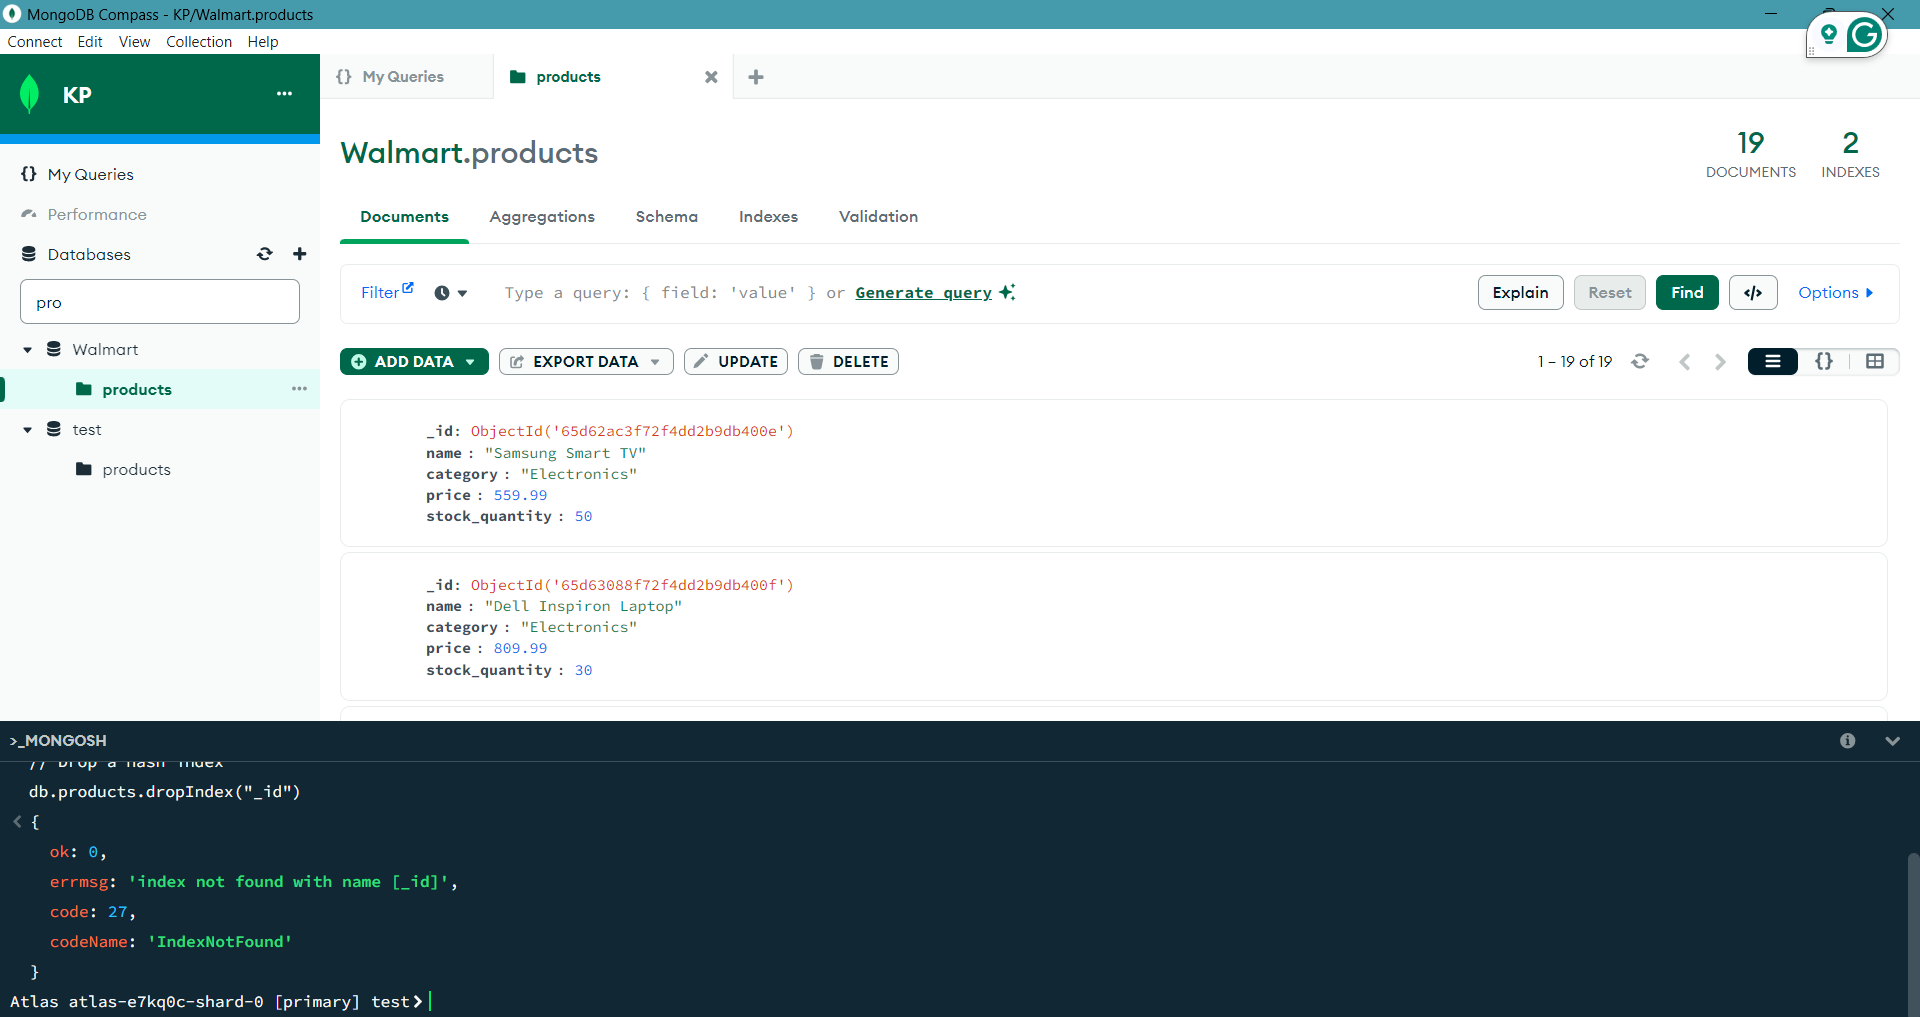 MongoDB Compass - KP/Walmart.products
Connect Edit View Collection Help
KP
My Queries
Performance
Databases
pro
Walmart
products
test
products
{} My Queries
products
Walmart.products
19
DOCUMENTS
2
INDEXES
Documents Aggregations Schema Indexes Validation
Filter
Type a query: { field: 'value' } or Generate query
Explain Reset Find </> Options
ADD DATA EXPORT DATA UPDATE DELETE
1 – 19 of 19
{}
_id: ObjectId('65d62ac3f72f4dd2b9db400e')
name : "Samsung Smart TV"
category : "Electronics"
price : 559.99
stock_quantity : 50
_id: ObjectId('65d63088f72f4dd2b9db400f')
name : "Dell Inspiron Laptop"
category : "Electronics"
price : 809.99
stock_quantity : 30
>_MONGOSH
// Drop a hash index
db.products.dropIndex("_id")
< {
ok: 0,
errmsg: 'index not found with name [_id]',
code: 27,
codeName: 'IndexNotFound'
}
Atlas atlas-e7kq0c-shard-0 [primary] test>